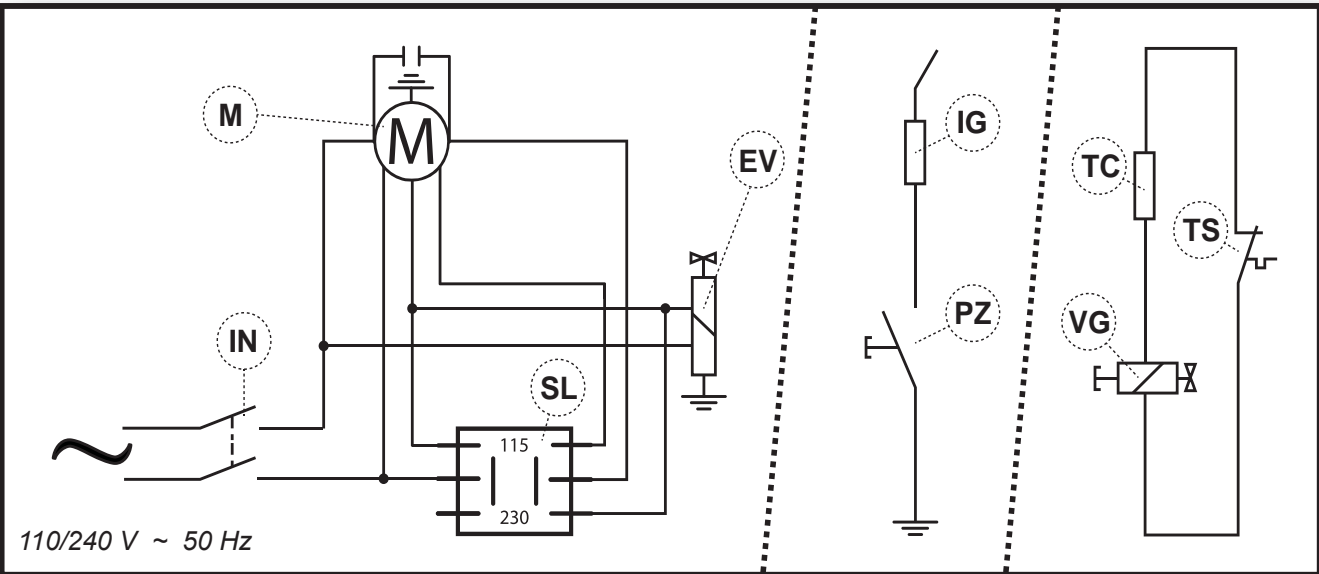 M
M
EV
IG
TC
TS
PZ
IN
VG
SL
115
230
110/240 V ~ 50 Hz